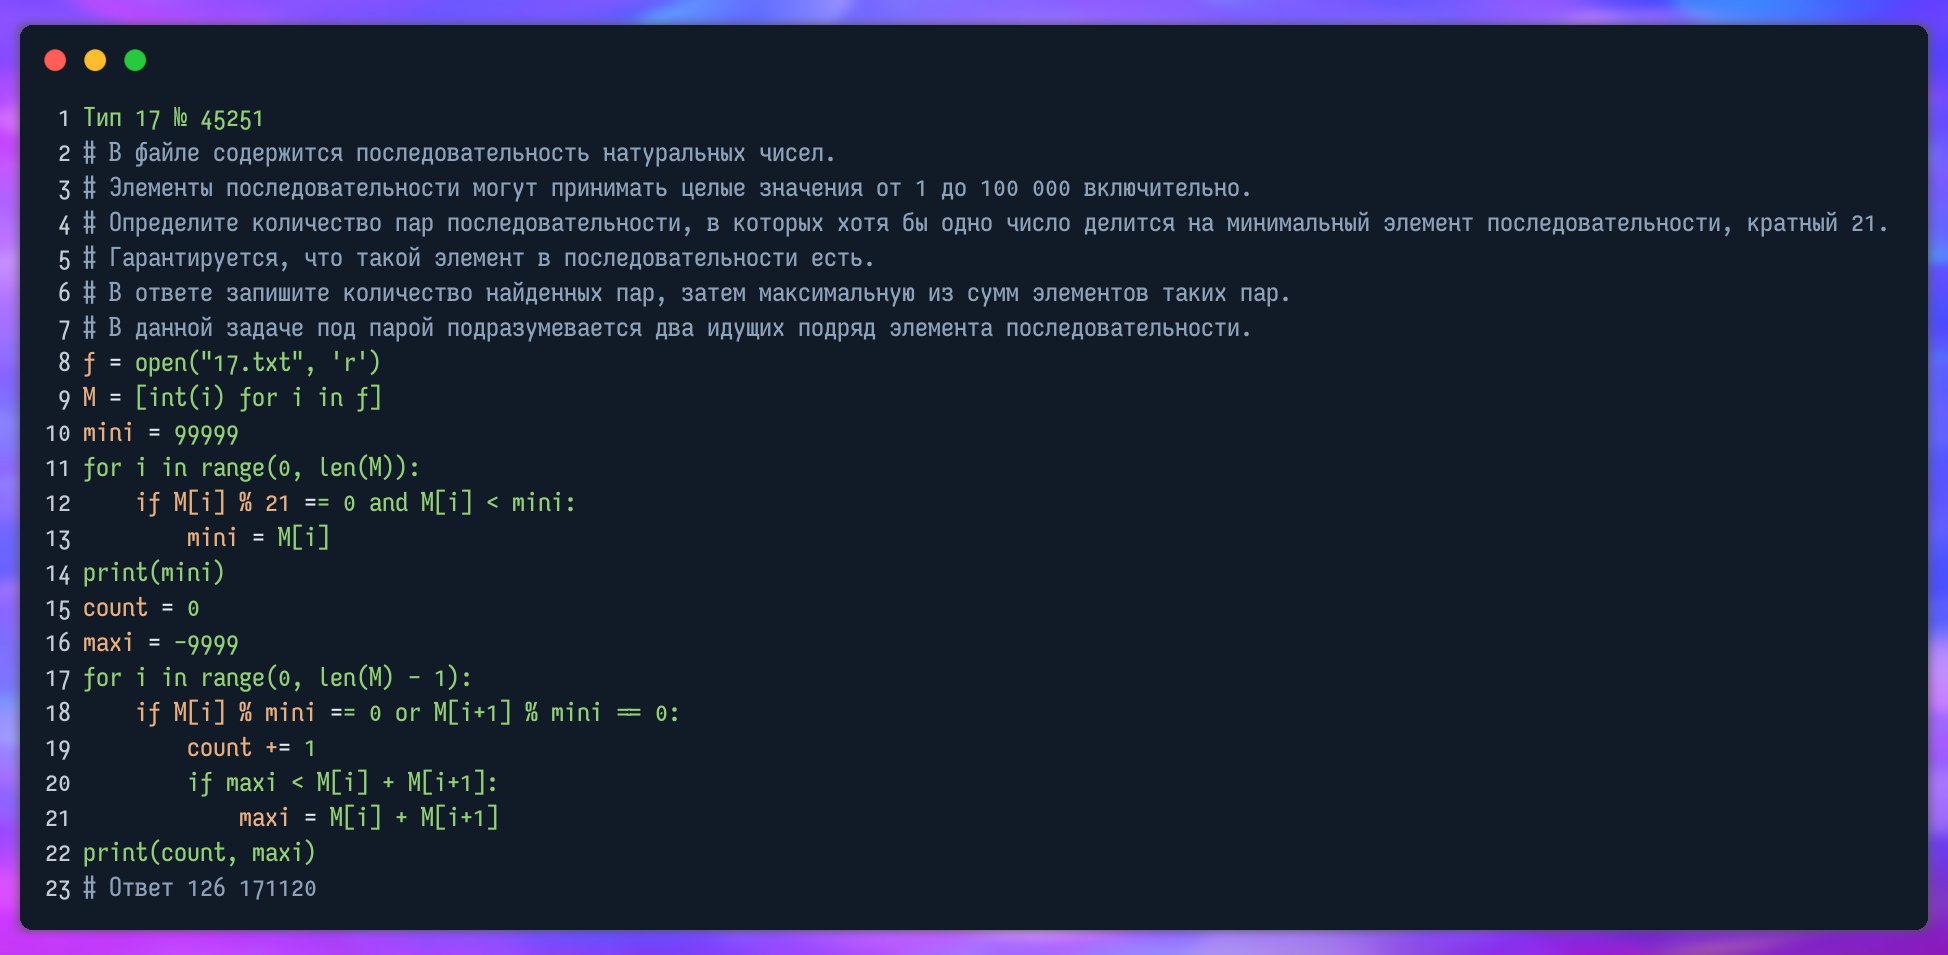 1 Тип 17 № 45251
2 # В файле содержится последовательность натуральных чисел.
3 # Элементы последовательности могут принимать целые значения от 1 до 100 000 включительно.
4 # Определите количество пар последовательности, в которых хотя бы одно число делится на минимальный элемент последовательности, кратный 21.
5 # Гарантируется, что такой элемент в последовательности есть.
6 # В ответе запишите количество найденных пар, затем максимальную из сумм элементов таких пар.
7 # В данной задаче под парой подразумевается два идущих подряд элемента последовательности.
8 f = open("17.txt", 'r')
9 M = [int(i) for i in f]
10 mini = 99999
11 for i in range(0, len(M)):
12     if M[i] % 21 == 0 and M[i] < mini:
13         mini = M[i]
14 print(mini)
15 count = 0
16 maxi = -9999
17 for i in range(0, len(M) - 1):
18     if M[i] % mini == 0 or M[i+1] % mini == 0:
19         count += 1
20         if maxi < M[i] + M[i+1]:
21             maxi = M[i] + M[i+1]
22 print(count, maxi)
23 # Ответ 126 171120